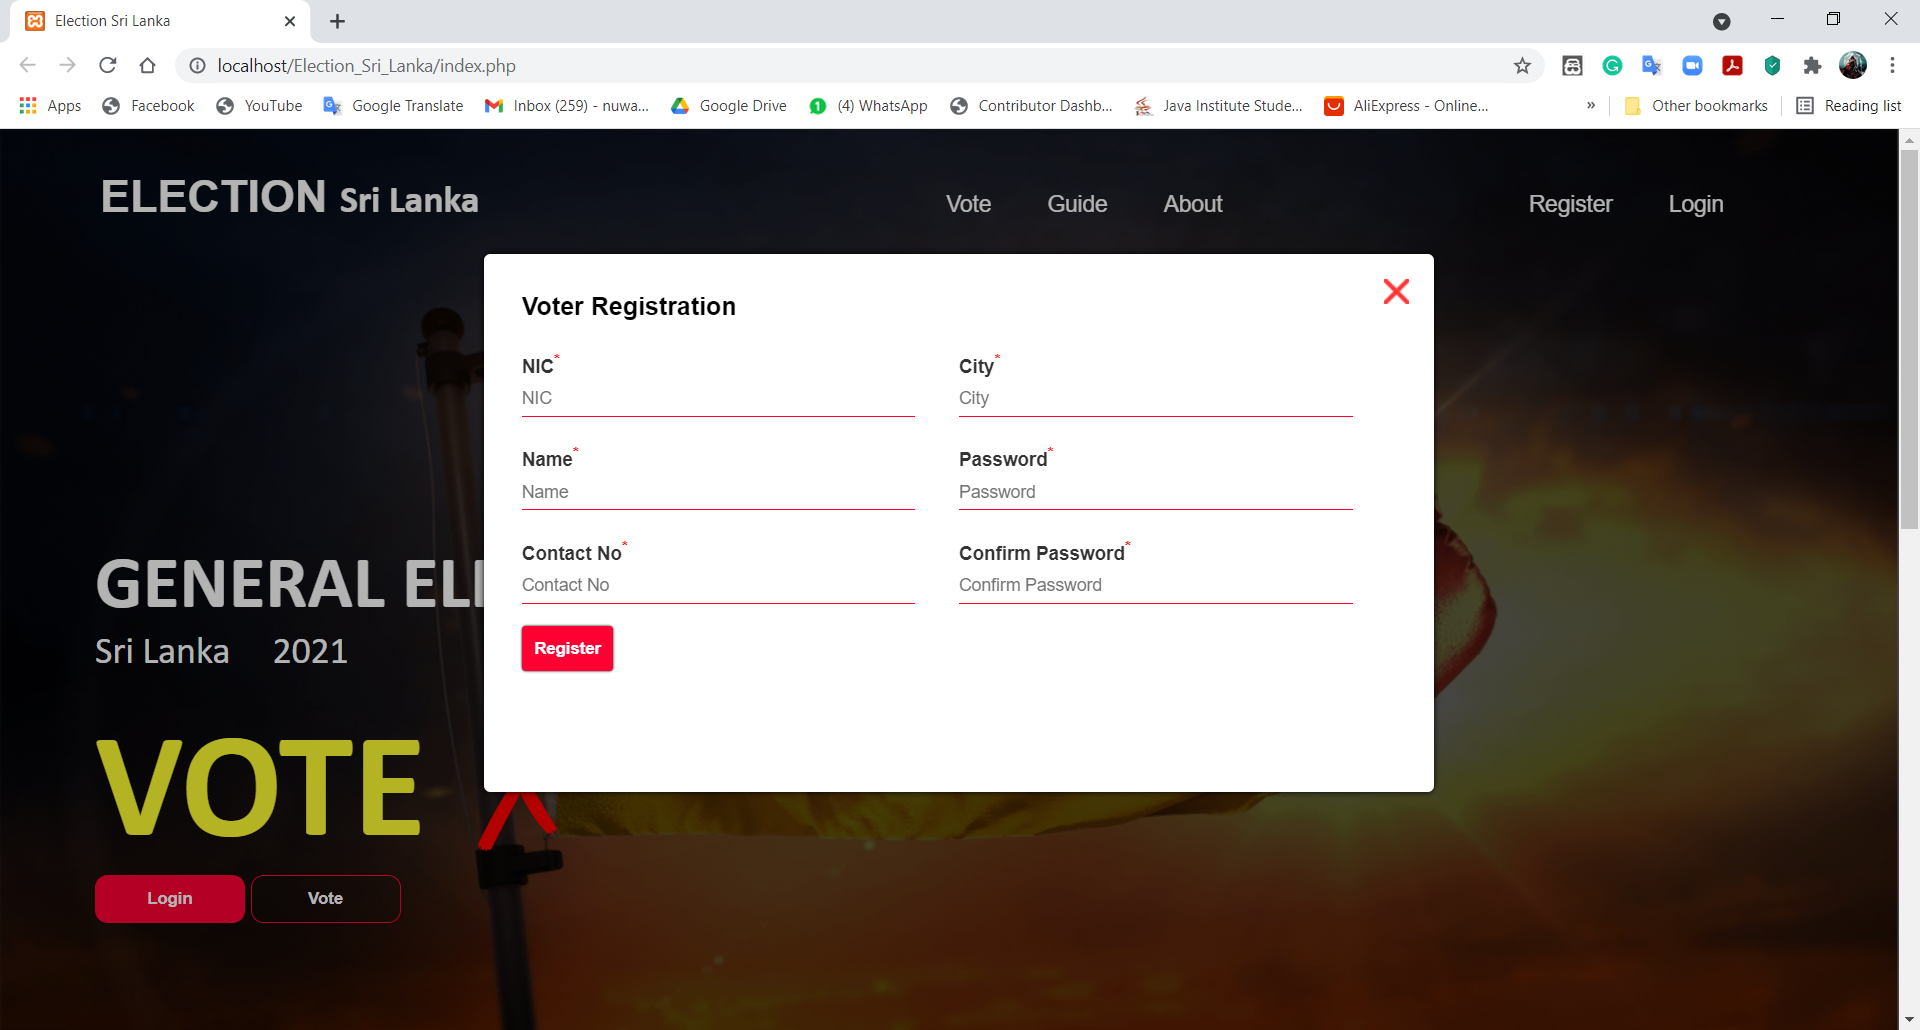 Election Sri Lanka
localhost/Election_Sri_Lanka/index.php
Apps Facebook YouTube Google Translate Inbox (259) - nuwa... Google Drive (4) WhatsApp Contributor Dashb... Java Institute Stude... AliExpress - Online... » Other bookmarks Reading list
ELECTION Sri Lanka Vote Guide About Register Login
Voter Registration
NIC* City*
NIC City
Name* Password*
Name Password
Contact No* Confirm Password*
Contact No Confirm Password
Register
GENERAL EL
Sri Lanka 2021
VOTE
Login Vote